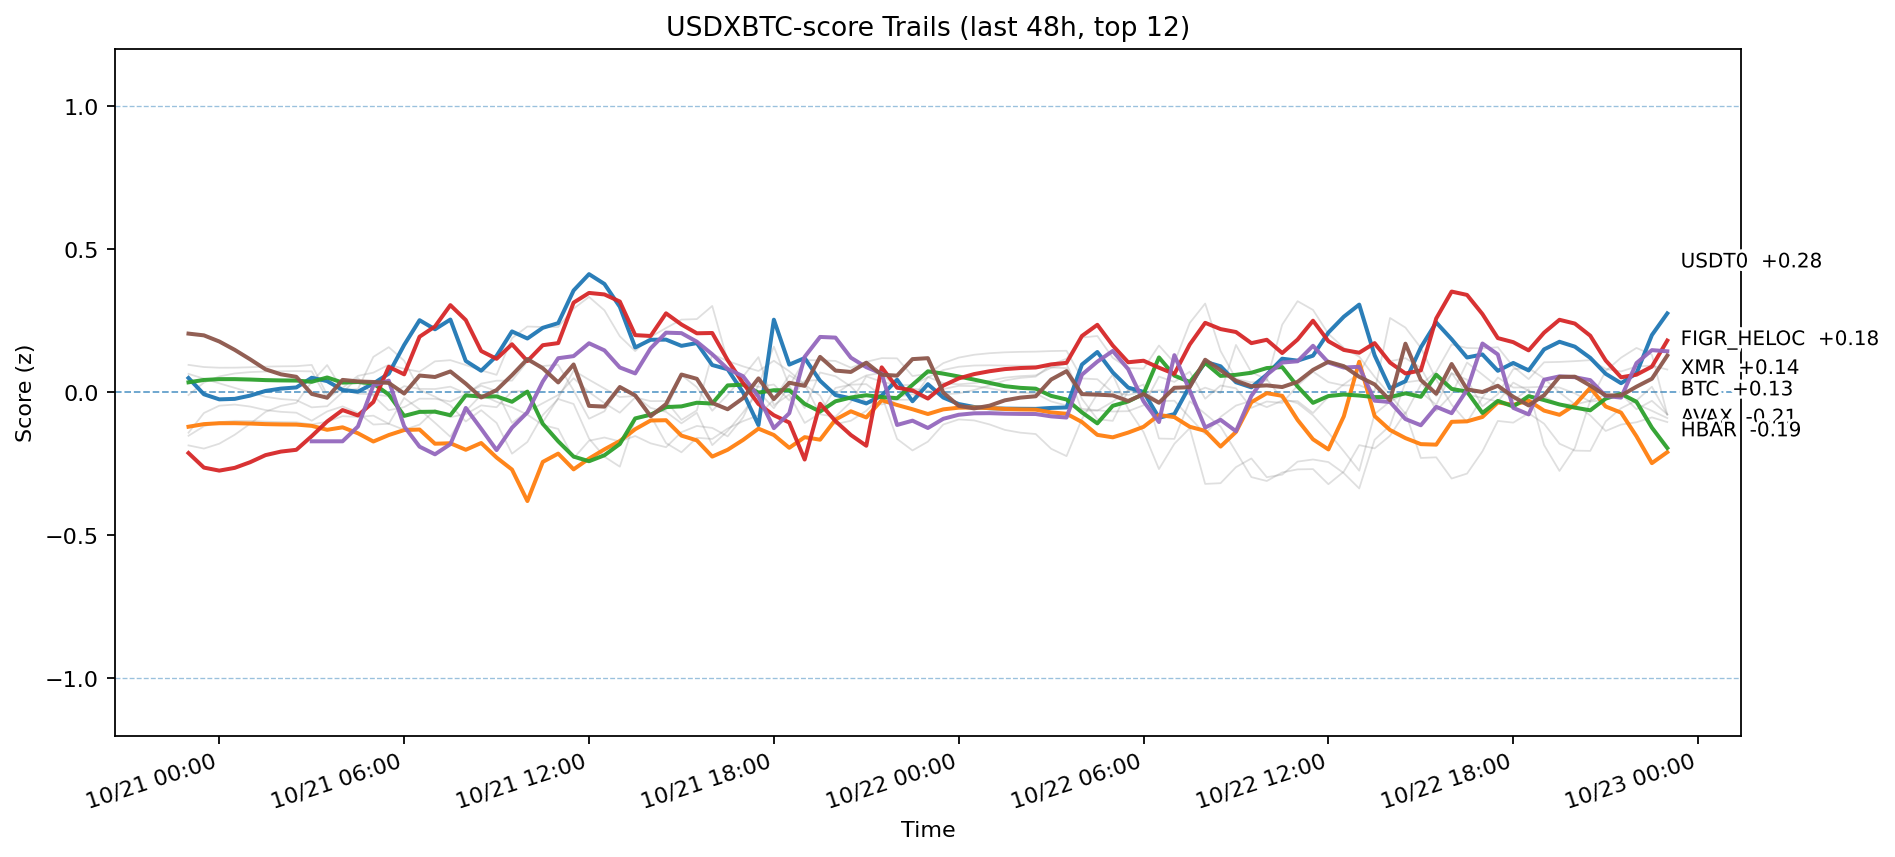 USDXBTC-score Trails (last 48h, top 12)
Score (z)
1.0
0.5
0.0
−0.5
−1.0
USDT0 +0.28
FIGR_HELOC +0.18
XMR +0.14
BTC +0.13
AVAX -0.21
HBAR -0.19
10/21 00:00
10/21 06:00
10/21 12:00
10/21 18:00
10/22 00:00
10/22 06:00
10/22 12:00
10/22 18:00
10/23 00:00
Time